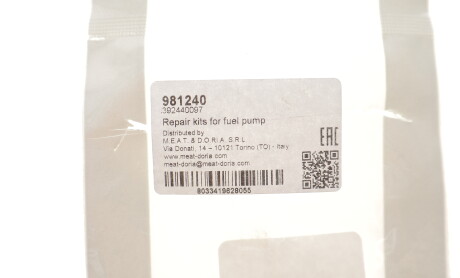 981240
392440097
Repair kits for fuel pump
Distributed by
M.E.A.T. & D.O.R.I.A. S.R.L.
Via Donati, 14 – 10121 Torino (TO) - Italy
www.meat-doria.com
meat-doria@meat-doria.com
EAC
8033419628055